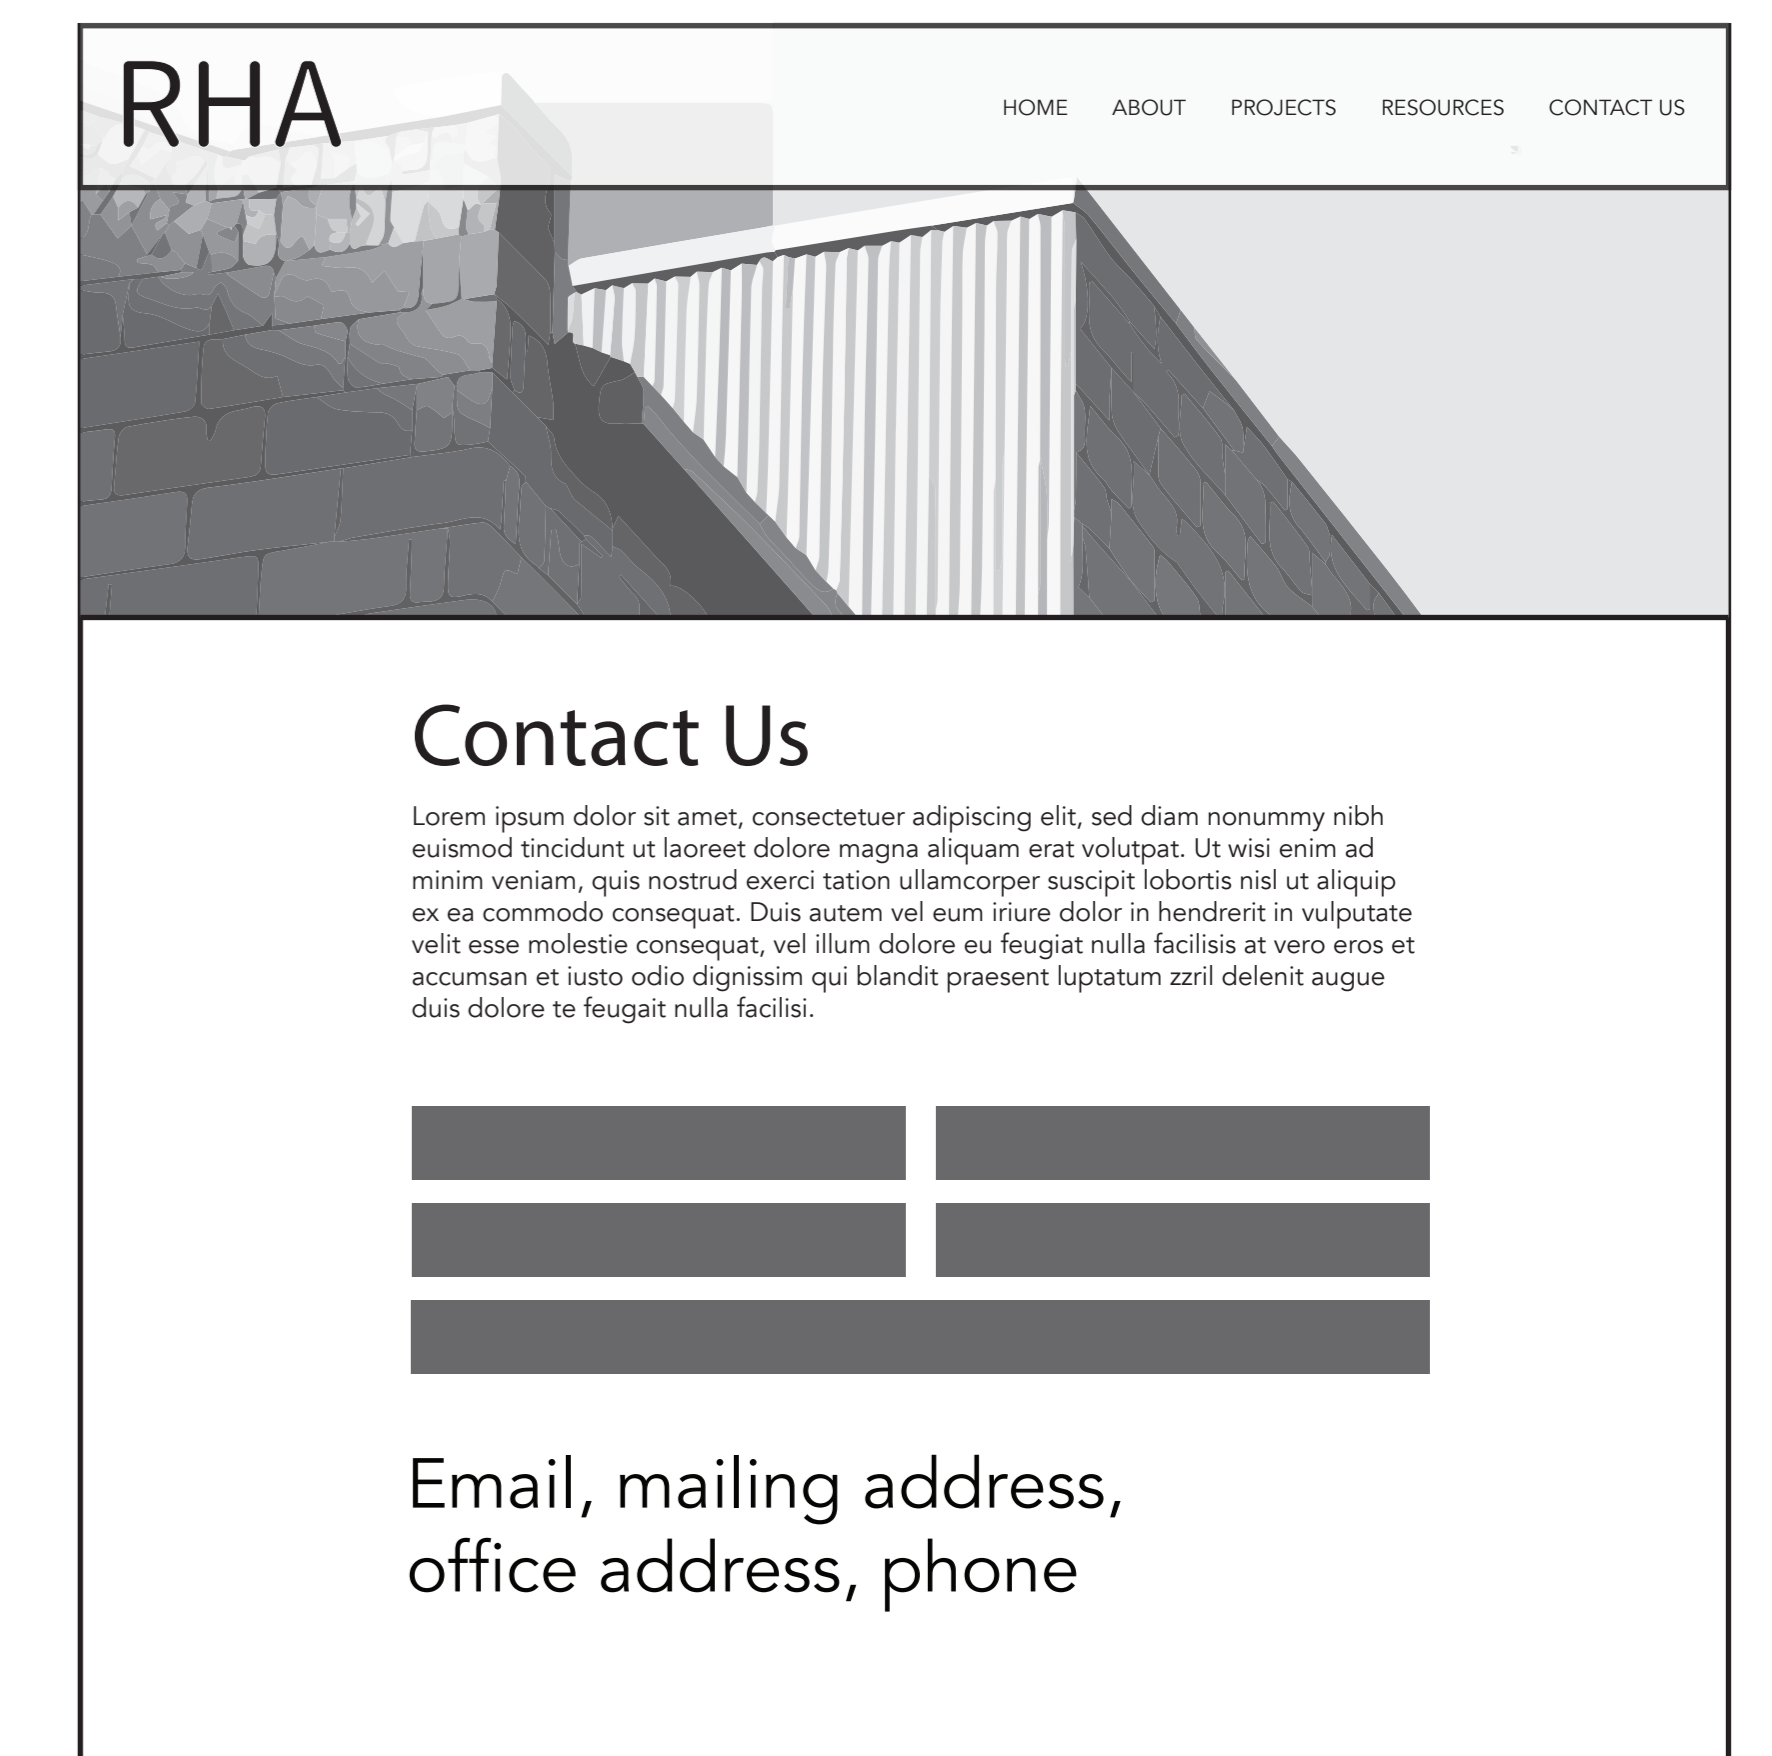 RHA
HOME ABOUT PROJECTS RESOURCES CONTACT US
Contact Us
Lorem ipsum dolor sit amet, consectetuer adipiscing elit, sed diam nonummy nibh
euismod tincidunt ut laoreet dolore magna aliquam erat volutpat. Ut wisi enim ad
minim veniam, quis nostrud exerci tation ullamcorper suscipit lobortis nisl ut aliquip
ex ea commodo consequat. Duis autem vel eum iriure dolor in hendrerit in vulputate
velit esse molestie consequat, vel illum dolore eu feugiat nulla facilisis at vero eros et
accumsan et iusto odio dignissim qui blandit praesent luptatum zzril delenit augue
duis dolore te feugait nulla facilisi.
Email, mailing address,
office address, phone